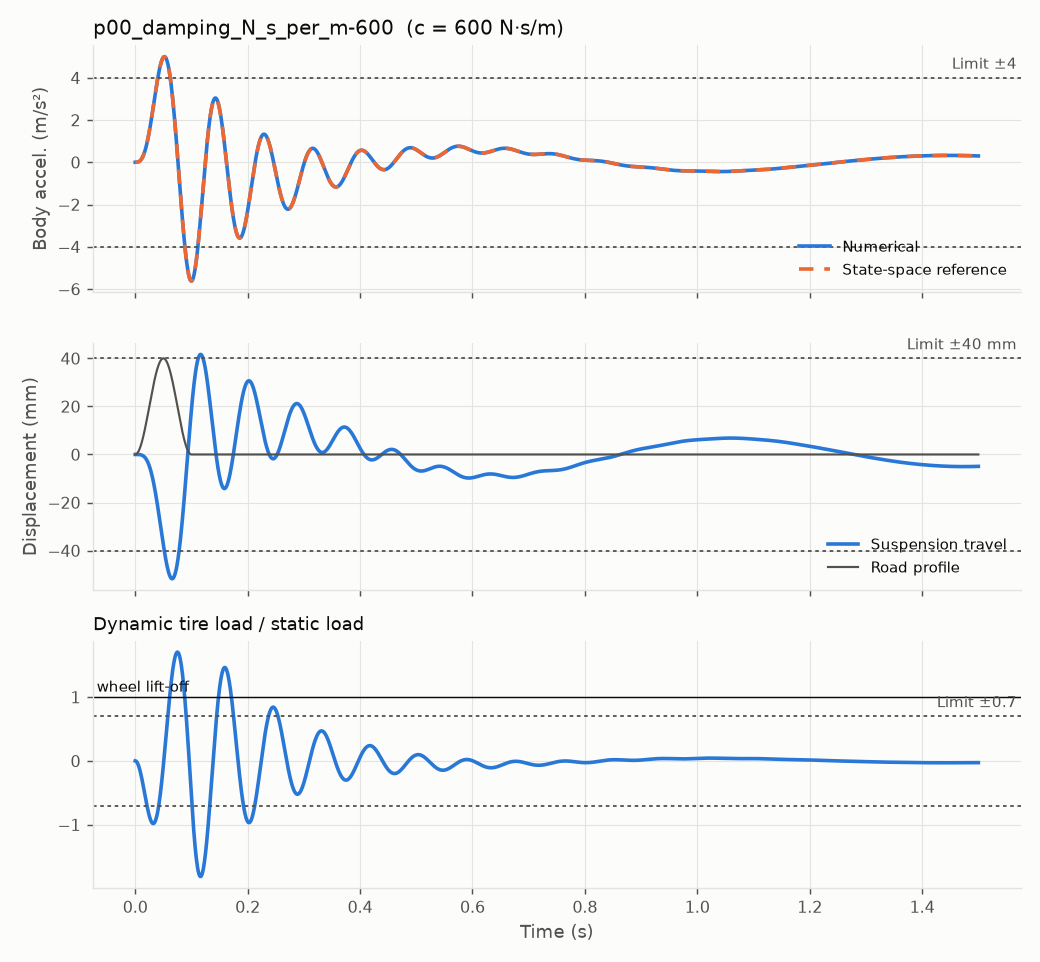 p00_damping_N_s_per_m-600  (c = 600 N·s/m)
Limit ±4
Body accel. (m/s²)
4
2
0
−2
−4
−6
Numerical
State-space reference
Limit ±40 mm
Displacement (mm)
40
20
0
−20
−40
Suspension travel
Road profile
Dynamic tire load / static load
wheel lift-off
Limit ±0.7
1
0
−1
0.0 0.2 0.4 0.6 0.8 1.0 1.2 1.4
Time (s)